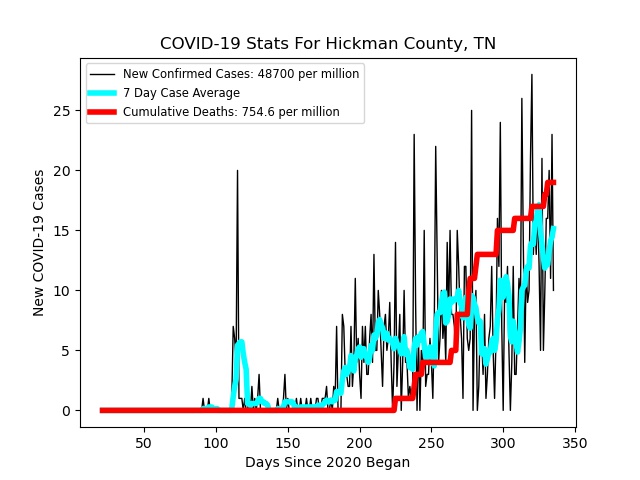 COVID-19 Stats For Hickman County, TN
New Confirmed Cases: 48700 per million
7 Day Case Average
Cumulative Deaths: 754.6 per million
New COVID-19 Cases
25
20
15
10
5
0
50
100
150
200
250
300
350
Days Since 2020 Began